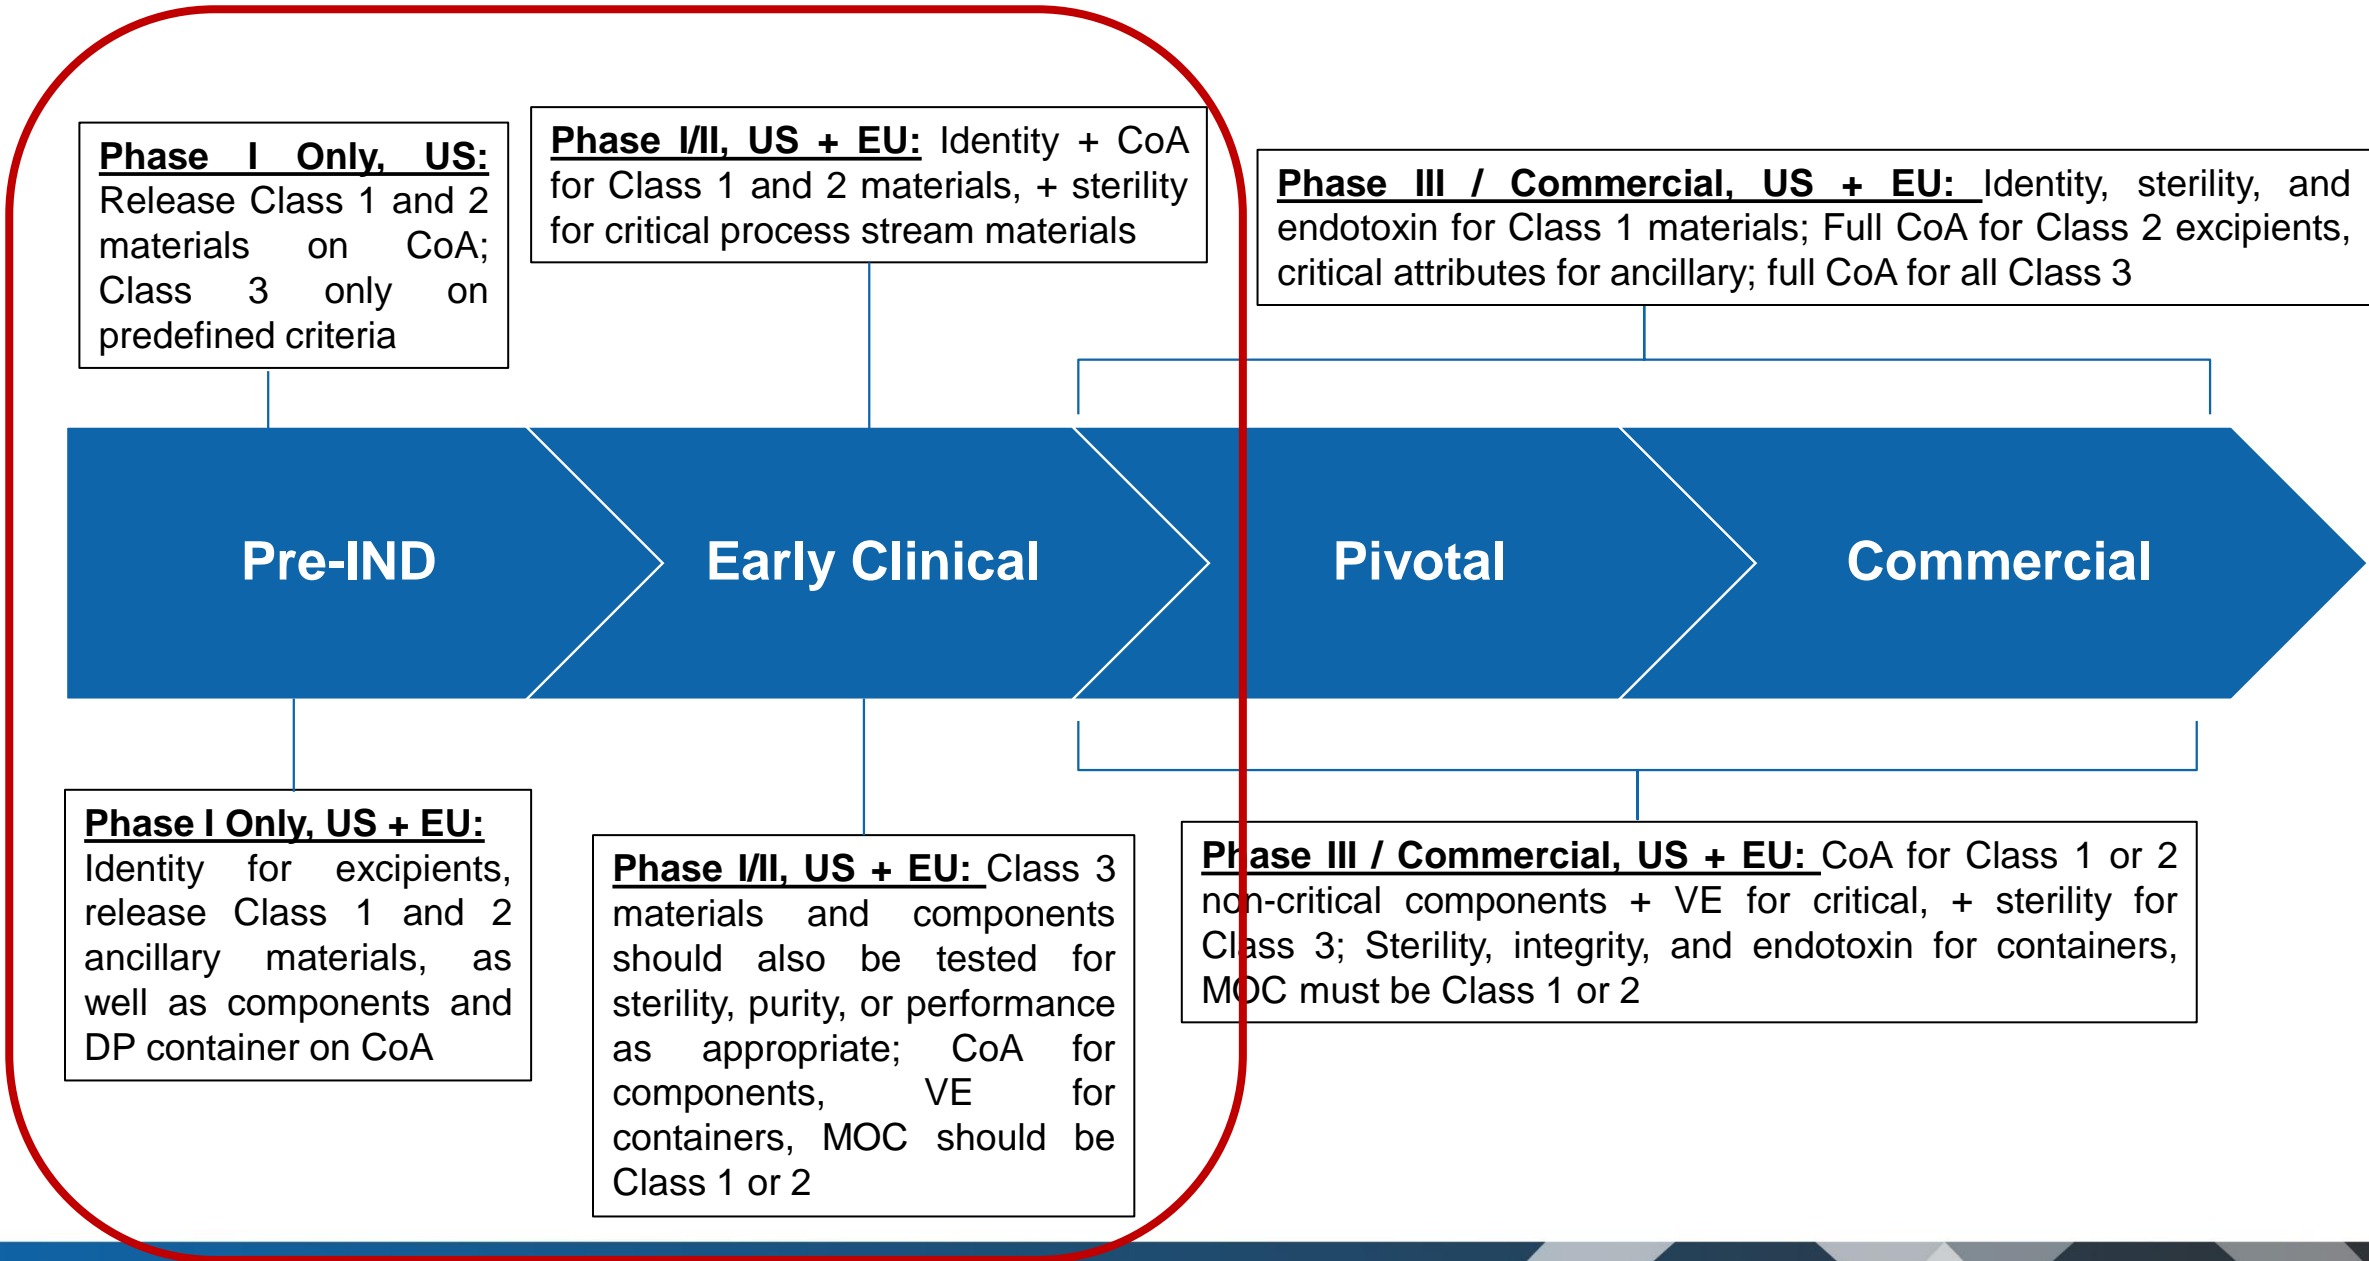 Phase I Only, US:
Release Class 1 and 2
materials on CoA;
Class 3 only on
predefined criteria
Phase I/II, US + EU: Identity + CoA
for Class 1 and 2 materials, + sterility
for critical process stream materials
Phase III / Commercial, US + EU: Identity, sterility, and
endotoxin for Class 1 materials; Full CoA for Class 2 excipients,
critical attributes for ancillary; full CoA for all Class 3
Pre-IND
Early Clinical
Pivotal
Commercial
Phase I Only, US + EU:
Identity for excipients,
release Class 1 and 2
ancillary materials, as
well as components and
DP container on CoA
Phase I/II, US + EU: Class 3
materials and components
should also be tested for
sterility, purity, or performance
as appropriate; CoA for
components, VE for
containers, MOC should be
Class 1 or 2
Phase III / Commercial, US + EU: CoA for Class 1 or 2
non-critical components + VE for critical, + sterility for
Class 3; Sterility, integrity, and endotoxin for containers,
MOC must be Class 1 or 2